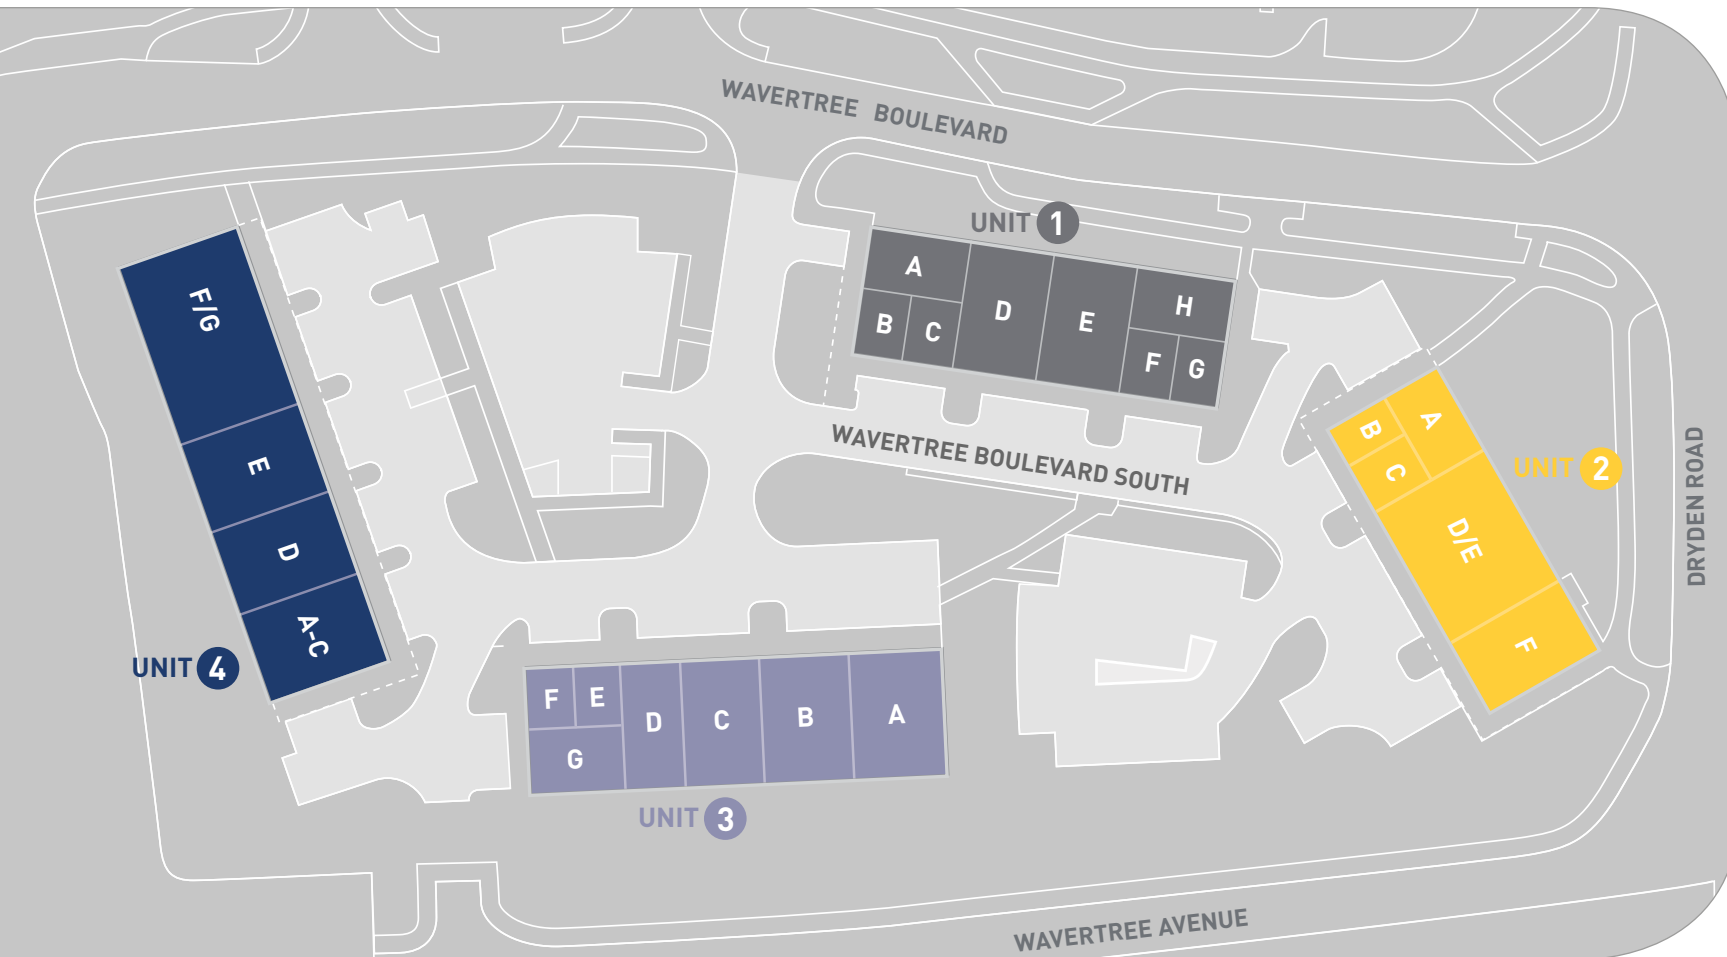 WAVERTREE BOULEVARD
UNIT 1
A
B
C
D
E
H
F
G
WAVERTREE BOULEVARD SOUTH
UNIT 2
A
B
C
D/E
F
DRYDEN ROAD
F/G
E
D
A-C
UNIT 4
F
E
G
D
C
B
A
UNIT 3
WAVERTREE AVENUE